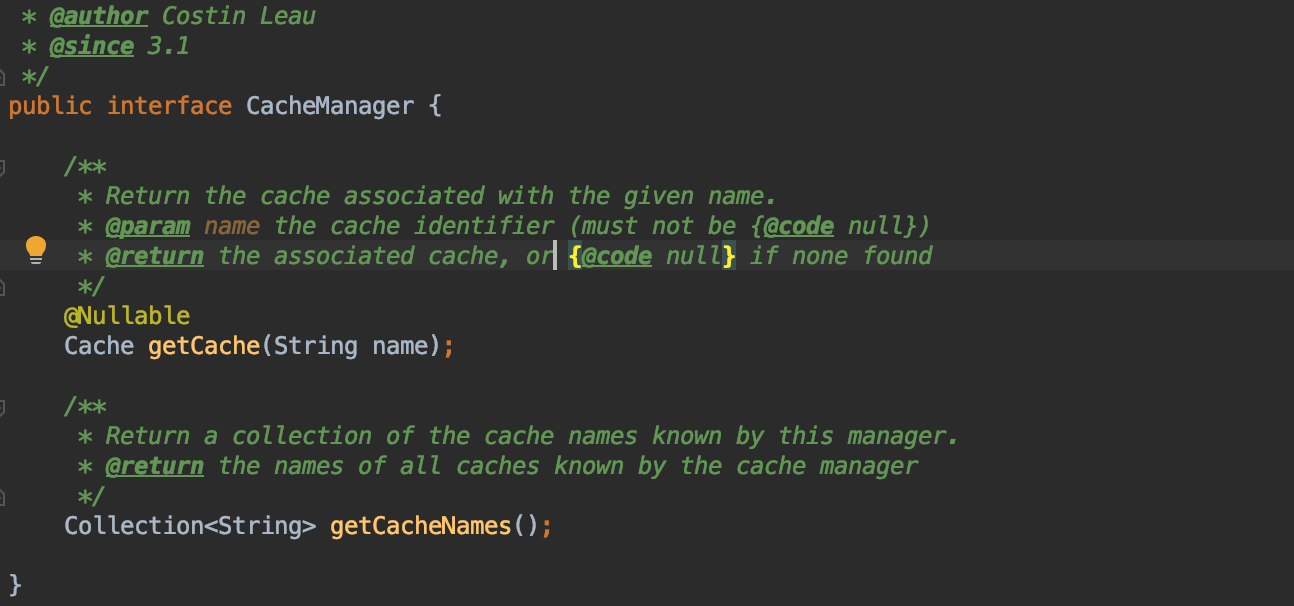 * @author Costin Leau
* @since 3.1
*/
public interface CacheManager {
/**
* Return the cache associated with the given name.
* @param name the cache identifier (must not be {@code null})
* @return the associated cache, or {@code null} if none found
*/
@Nullable
Cache getCache(String name);
/**
* Return a collection of the cache names known by this manager.
* @return the names of all caches known by the cache manager
*/
Collection<String> getCacheNames();
}